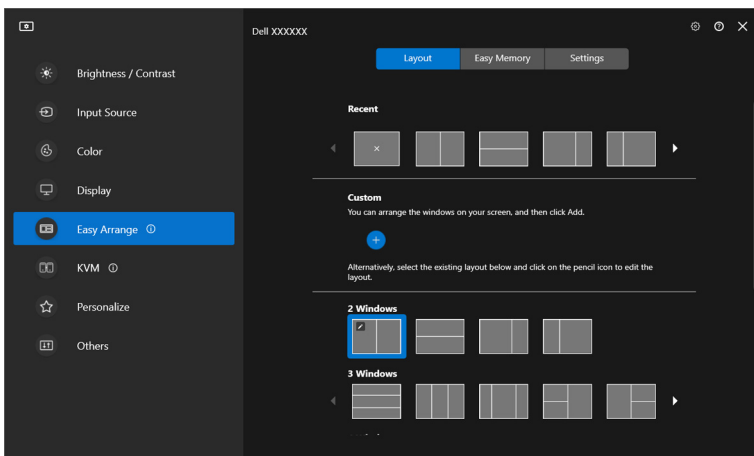 Dell XXXXXX
Brightness / Contrast
Input Source
Color
Display
Easy Arrange
KVM
Personalize
Others
Layout
Easy Memory
Settings
Recent
Custom
You can arrange the windows on your screen, and then click Add.
Alternatively, select the existing layout below and click on the pencil icon to edit the
layout.
2 Windows
3 Windows